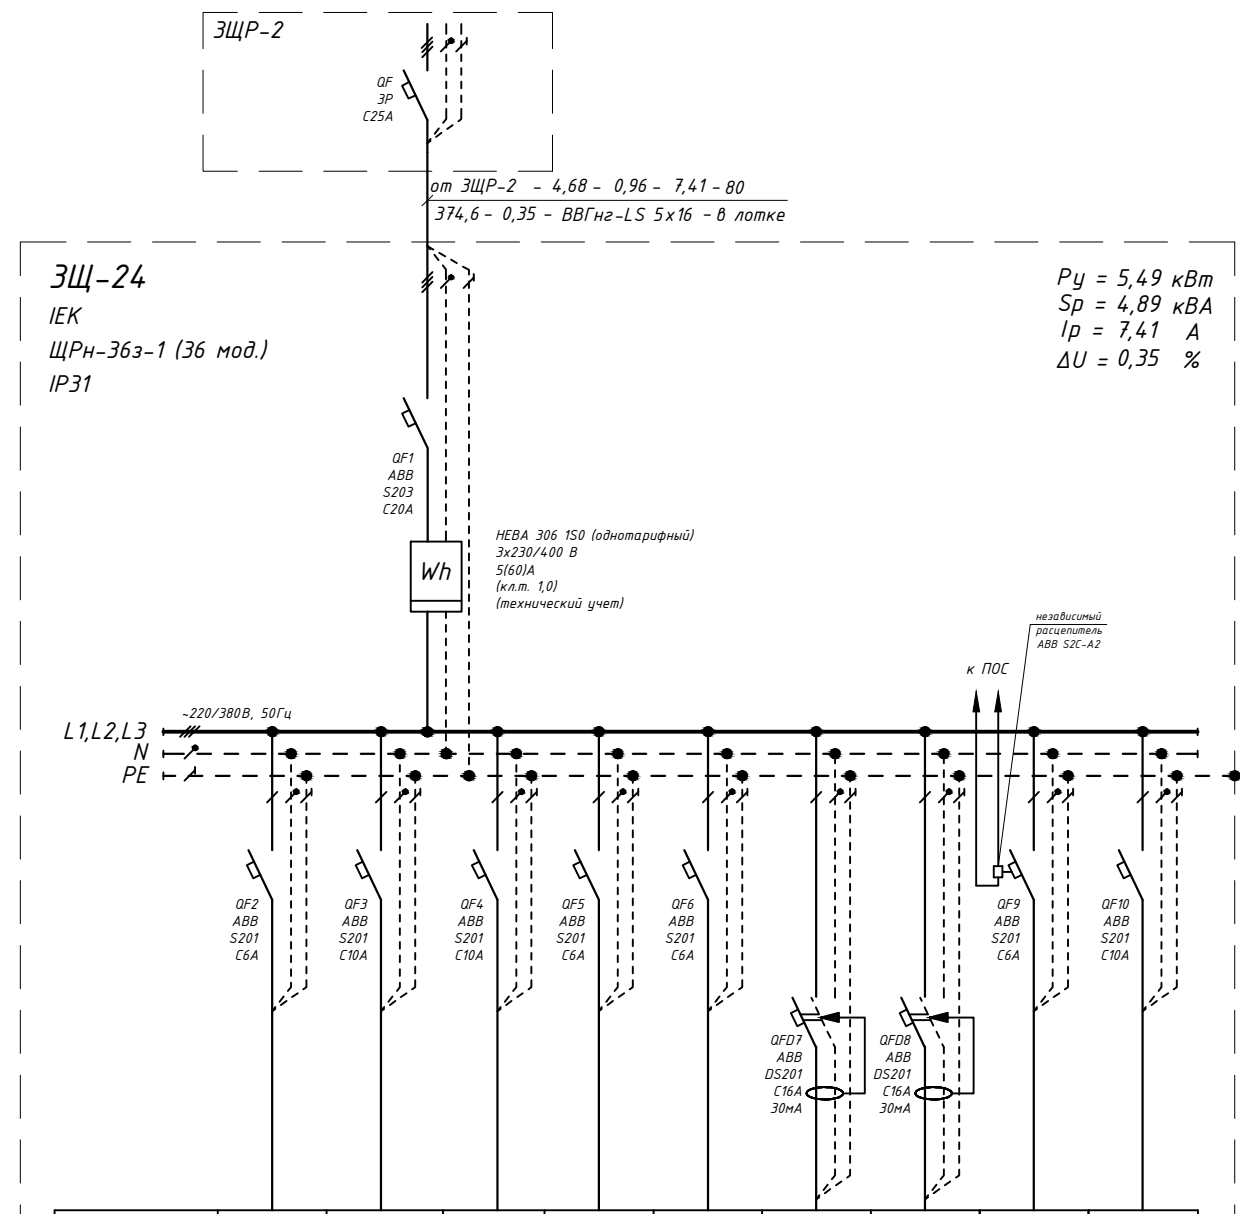 ЗЩР-2
QF
3P
C25A
от ЗЩР-2 - 4,68 - 0,96 - 7,41 - 80
374,6 - 0,35 - ВВГнг-LS 5х16 - в лотке
ЗЩ-24
IEK
ЩРн-36з-1 (36 мод.)
IP31
Ру = 5,49 кВт
Sр = 4,89 кВА
Iр = 7,41 А
ΔU = 0,35 %
QF1
ABB
S203
C20A
Wh
НЕВА 306 1S0 (однотарифный)
3х230/400 В
5(60)А
(кл.т. 1,0)
(технический учет)
независимый
расцепитель
ABB S2C-A2
к ПОС
~220/380В, 50Гц
L1,L2,L3
N
PE
QF2
ABB
S201
C6A
QF3
ABB
S201
C10A
QF4
ABB
S201
C10A
QF5
ABB
S201
C6A
QF6
ABB
S201
C6A
QFD7
ABB
DS201
C16A
30мА
QFD8
ABB
DS201
C16A
30мА
QF9
ABB
S201
C6A
QF10
ABB
S201
C10A